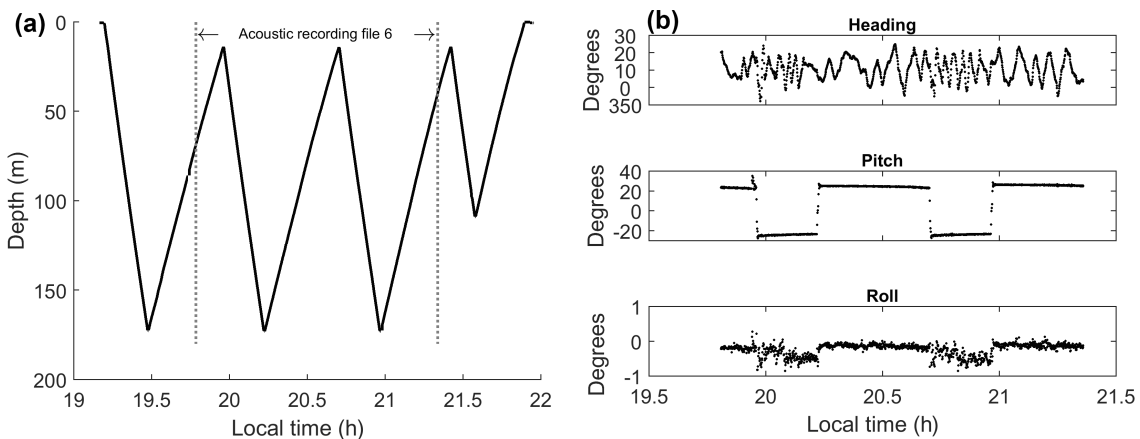 (a)
Acoustic recording file 6
0
50
100
150
200
Depth (m)
19 19.5 20 20.5 21 21.5 22
Local time (h)
(b)
Heading
30
20
10
0
350
Degrees
Pitch
40
20
0
-20
Degrees
Roll
1
0
-1
Degrees
19.5 20 20.5 21 21.5
Local time (h)